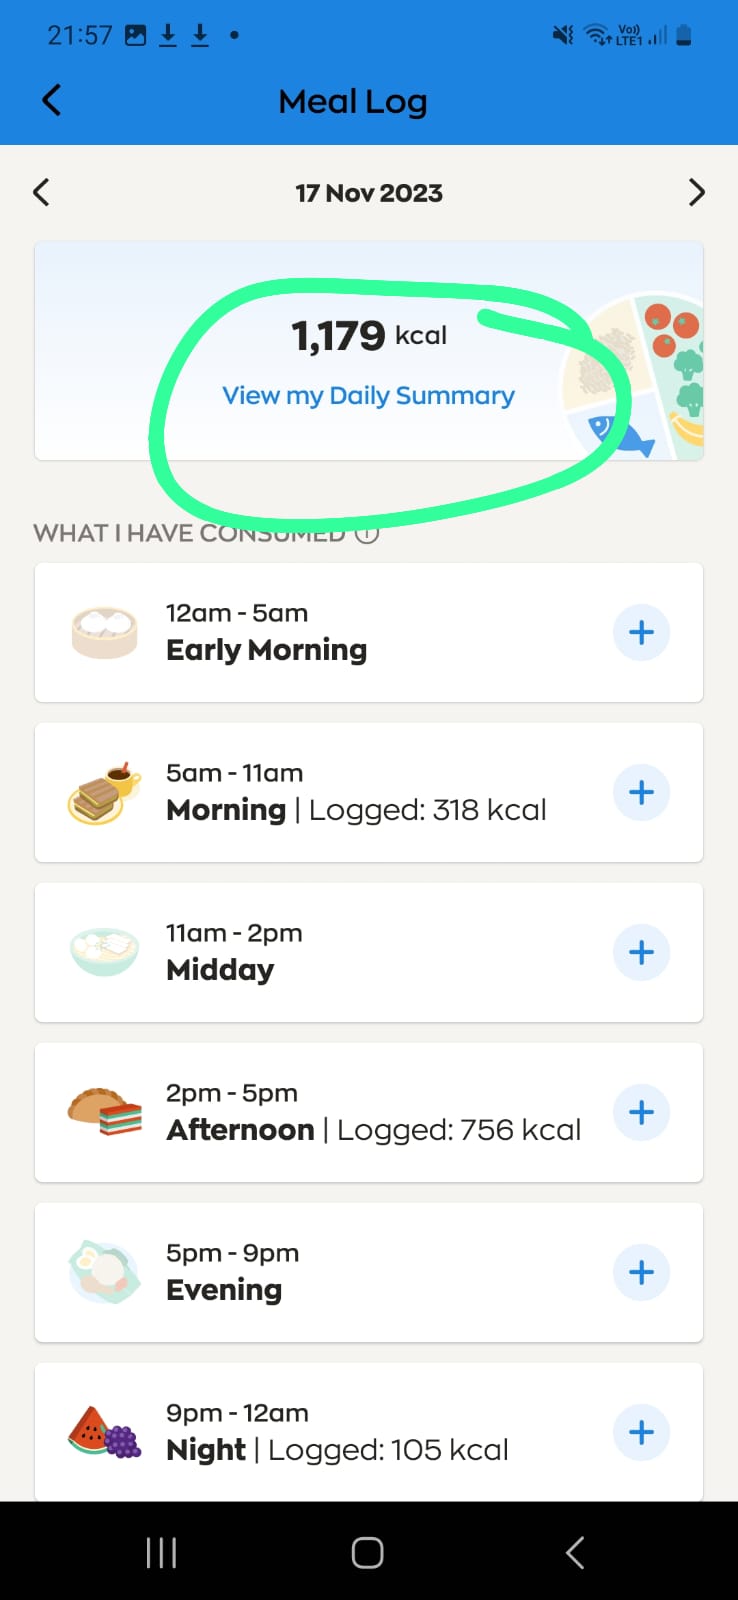 21:57
Vo))
LTE1
Meal Log
17 Nov 2023
1,179 kcal
View my Daily Summary
WHAT I HAVE CONSUMED
12am - 5am
Early Morning
5am - 11am
Morning | Logged: 318 kcal
11am - 2pm
Midday
2pm - 5pm
Afternoon | Logged: 756 kcal
5pm - 9pm
Evening
9pm - 12am
Night | Logged: 105 kcal